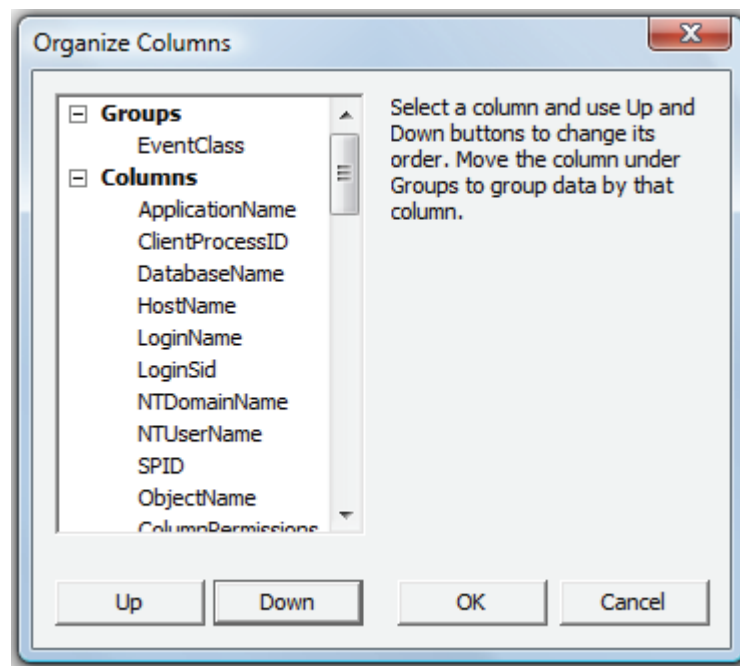 Organize Columns
Groups
EventClass
Columns
ApplicationName
ClientProcessID
DatabaseName
HostName
LoginName
LoginSid
NTDomainName
NTUserName
SPID
ObjectName
ColumnPermissions
Select a column and use Up and
Down buttons to change its
order. Move the column under
Groups to group data by that
column.
Up
Down
OK
Cancel